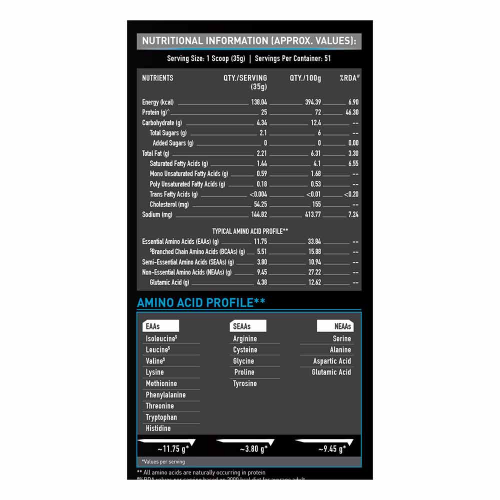 NUTRITIONAL INFORMATION (APPROX. VALUES):
Serving Size: 1 Scoop (35g) | Servings Per Container: 51
NUTRIENTS QTY./SERVING (35g) QTY./100g %RDA#
Energy (kcal) 138.04 394.39 6.90
Protein (g)^ 25 72 46.30
Carbohydrate (g) 4.34 12.4 --
Total Sugars (g) 2.1 6 --
Added Sugars (g) 0 0 0.00
Total Fat (g) 2.21 6.31 3.30
Saturated Fatty Acids (g) 1.44 4.1 6.55
Mono Unsaturated Fatty Acids (g) 0.59 1.68 --
Poly Unsaturated Fatty Acids (g) 0.18 0.53 --
Trans Fatty Acids (g) <0.004 <0.01 <0.20
Cholesterol (mg) 54.25 155 --
Sodium (mg) 144.82 413.77 7.24
TYPICAL AMINO ACID PROFILE**
Essential Amino Acids (EAAs) (g) 11.75 33.84 --
$Branched Chain Amino Acids (BCAAs) (g) 5.51 15.88 --
Semi-Essential Amino Acids (SEAAs) (g) 3.80 10.94 --
Non-Essential Amino Acids (NEAAs) (g) 9.45 27.22 --
Glutamic Acid (g) 4.38 12.62 --
AMINO ACID PROFILE**
EAAs SEAAs NEAAs
Isoleucine$ Arginine Serine
Leucine$ Cysteine Alanine
Valine$ Glycine Aspartic Acid
Lysine Proline Glutamic Acid
Methionine Tyrosine
Phenylalanine
Threonine
Tryptophan
Histidine
~11.75 g* ~3.80 g* ~9.45 g*
*Values per serving
** All amino acids are naturally occurring in protein